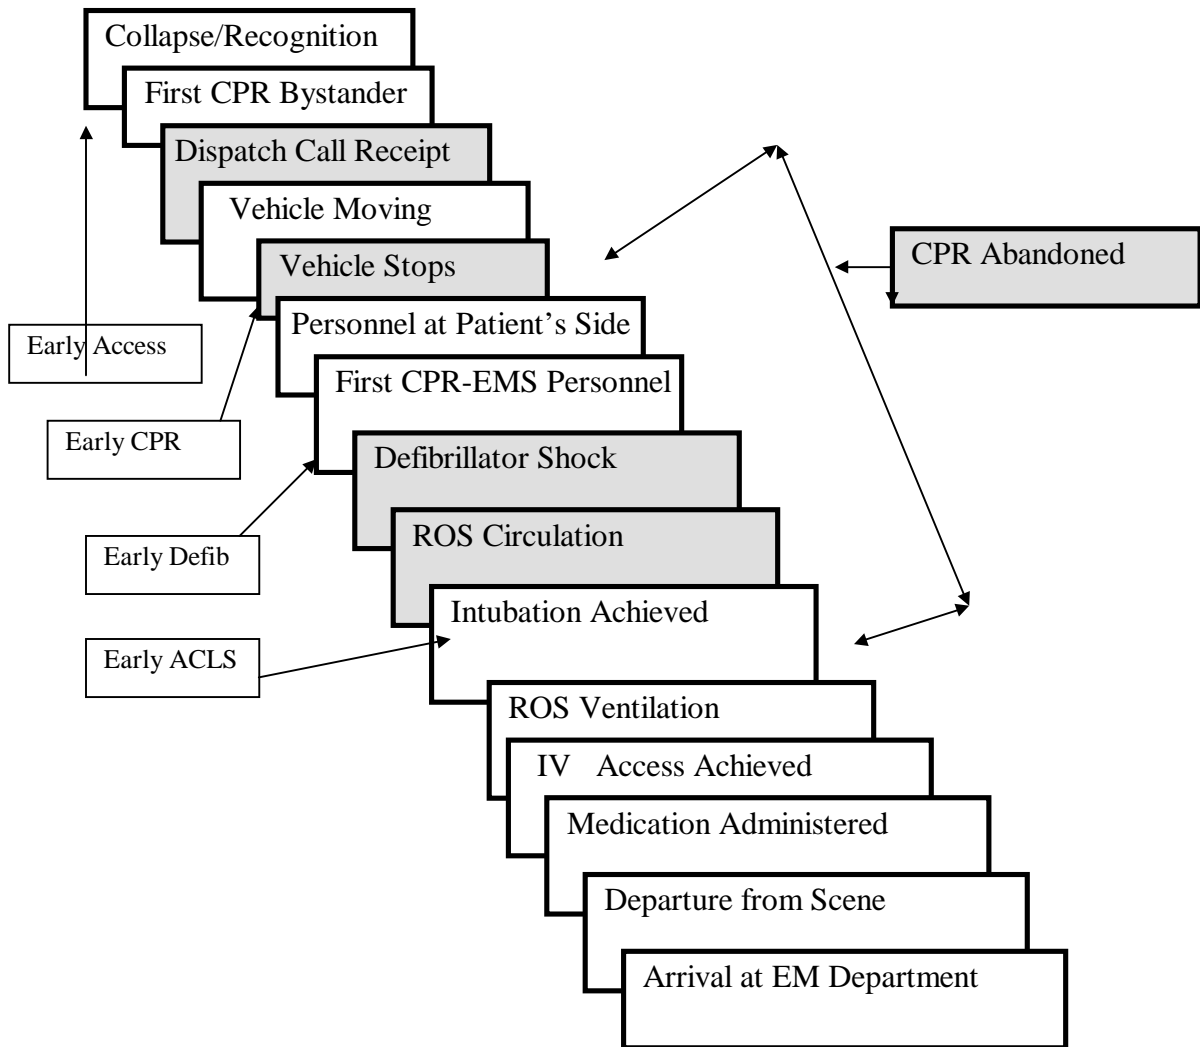 Collapse/Recognition
First CPR Bystander
Dispatch Call Receipt
Vehicle Moving
Vehicle Stops
CPR Abandoned
Personnel at Patient’s Side
Early Access
First CPR-EMS Personnel
Early CPR
Defibrillator Shock
ROS Circulation
Early Defib
Intubation Achieved
Early ACLS
ROS Ventilation
IV Access Achieved
Medication Administered
Departure from Scene
Arrival at EM Department